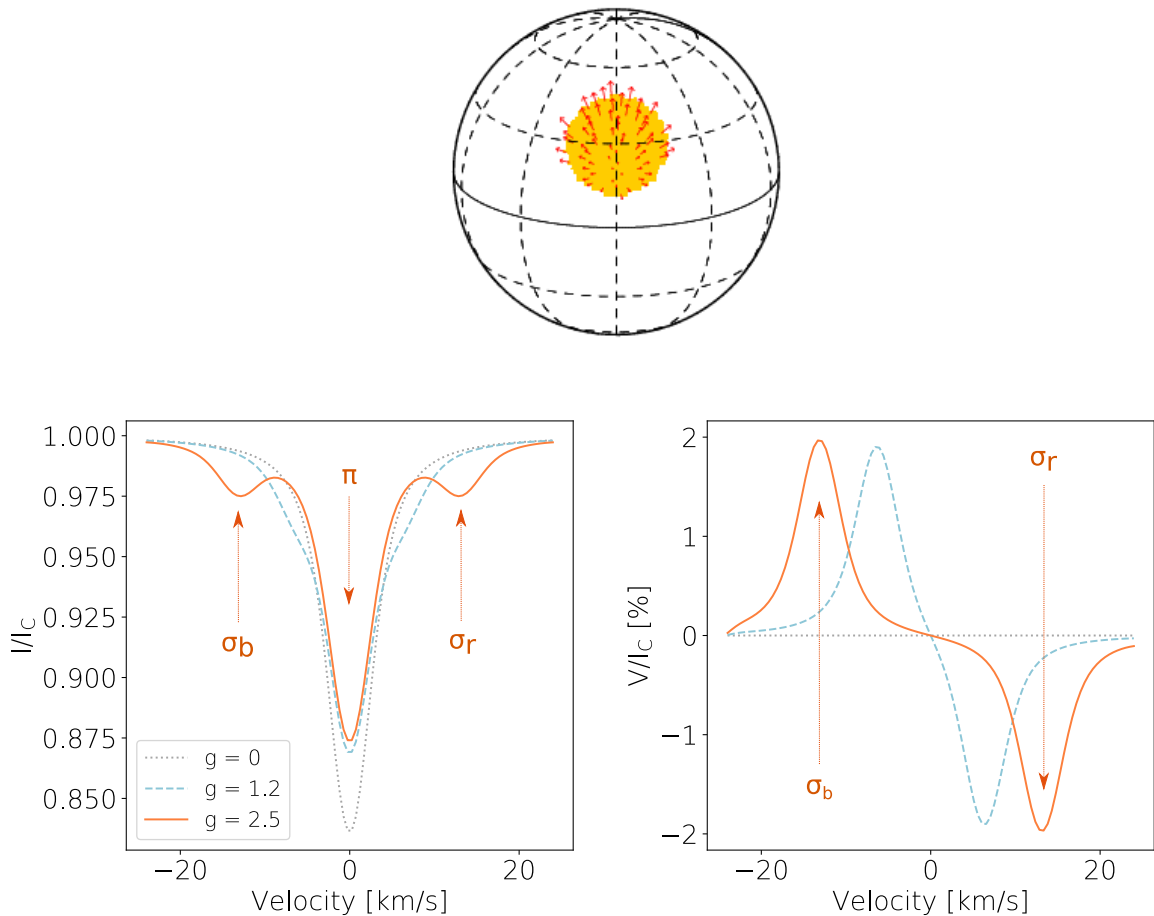 1.000
0.975
0.950
0.925
0.900
0.875
0.850
I/I_C
π
σ_b
σ_r
g = 0
g = 1.2
g = 2.5
−20
0
20
Velocity [km/s]
2
1
0
−1
−2
V/I_C [%]
σ_r
σ_b
−20
0
20
Velocity [km/s]